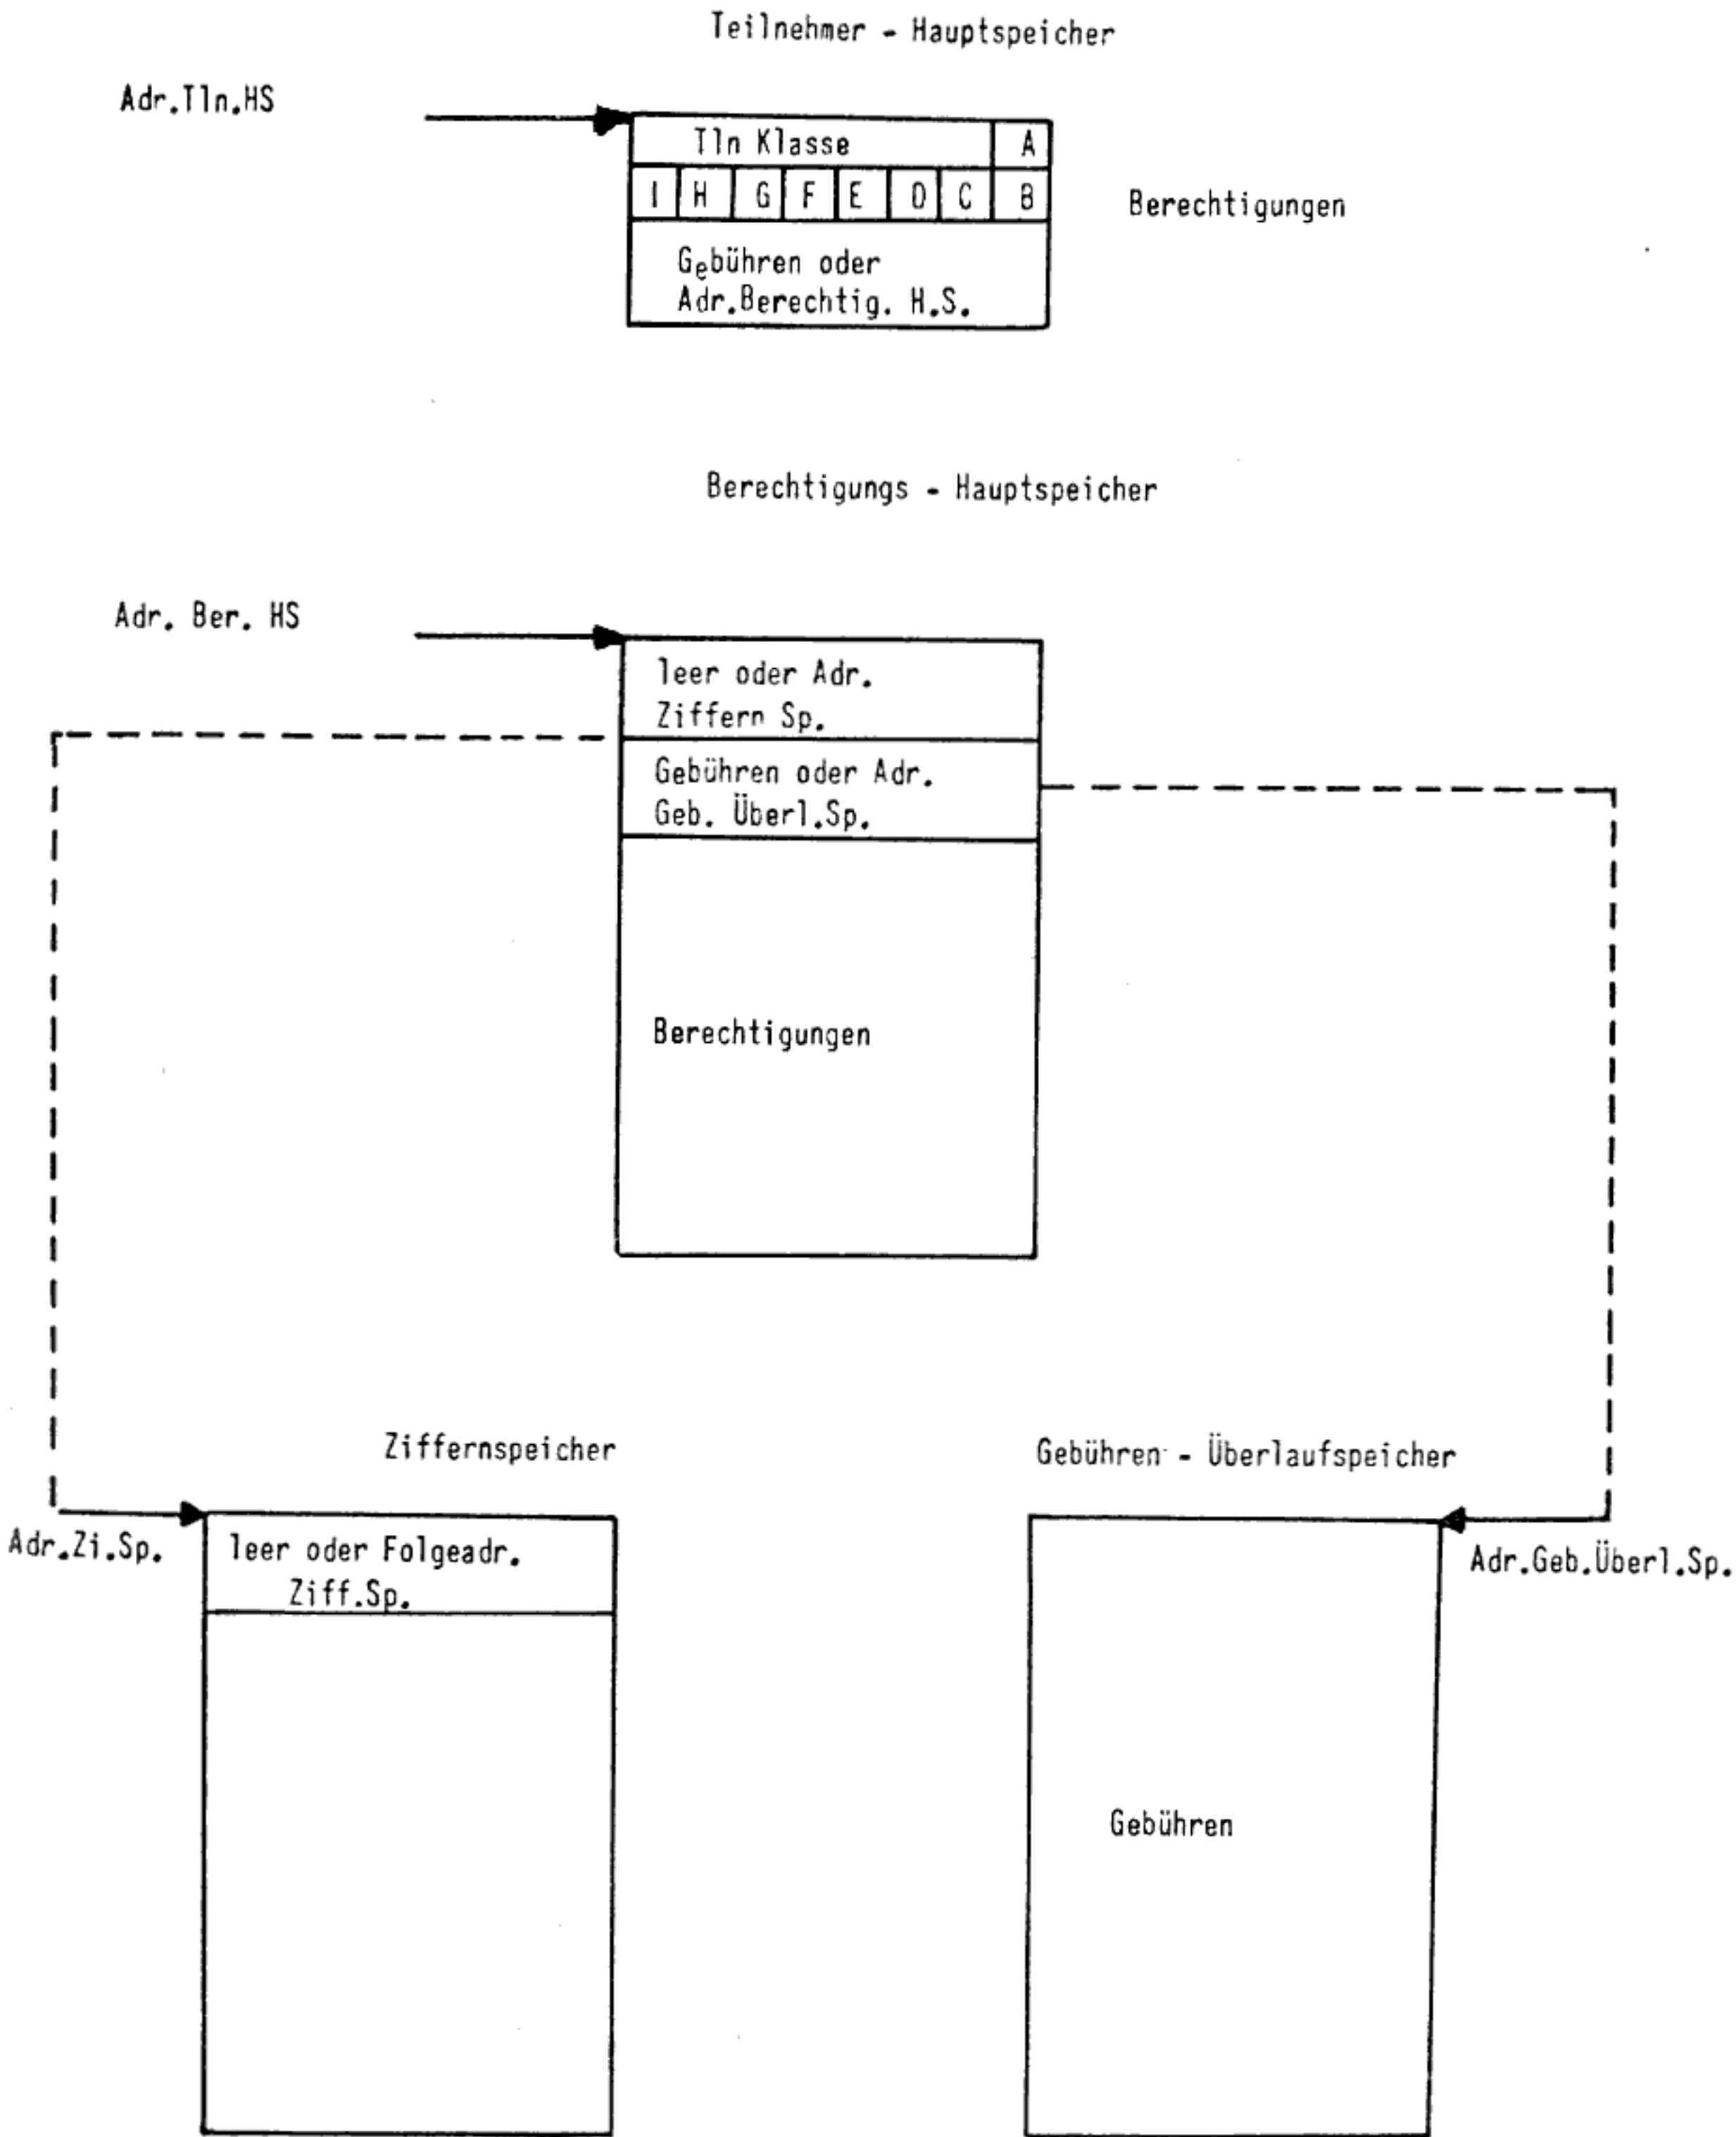 Teilnehmer - Hauptspeicher
Adr.Tln.HS
Tln Klasse A
I H G F E D C B
Berechtigungen
Gebühren oder
Adr.Berechtig. H.S.
Berechtigungs - Hauptspeicher
Adr. Ber. HS
leer oder Adr.
Ziffern Sp.
Gebühren oder Adr.
Geb. Überl.Sp.
Berechtigungen
Ziffernspeicher
Gebühren - Überlaufspeicher
Adr.Zi.Sp.
leer oder Folgeadr.
Ziff.Sp.
Adr.Geb.Überl.Sp.
Gebühren